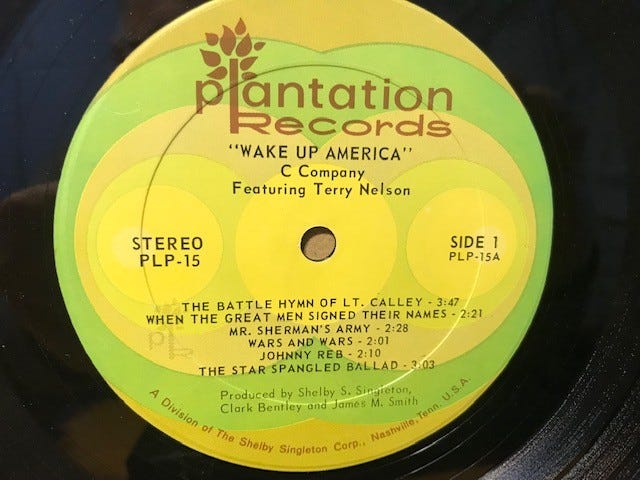 plantation
Records
"WAKE UP AMERICA"
C Company
Featuring Terry Nelson
STEREO
PLP-15
SIDE 1
PLP-15A
THE BATTLE HYMN OF LT. CALLEY - 3:47
WHEN THE GREAT MEN SIGNED THEIR NAMES - 2:21
MR. SHERMAN'S ARMY - 2:28
WARS AND WARS - 2:01
JOHNNY REB - 2:10
THE STAR SPANGLED BALLAD - 3:03
Produced by Shelby S. Singleton,
Clark Bentley and James M. Smith
A Division of The Shelby Singleton Corp., Nashville, Tenn. U.S.A.